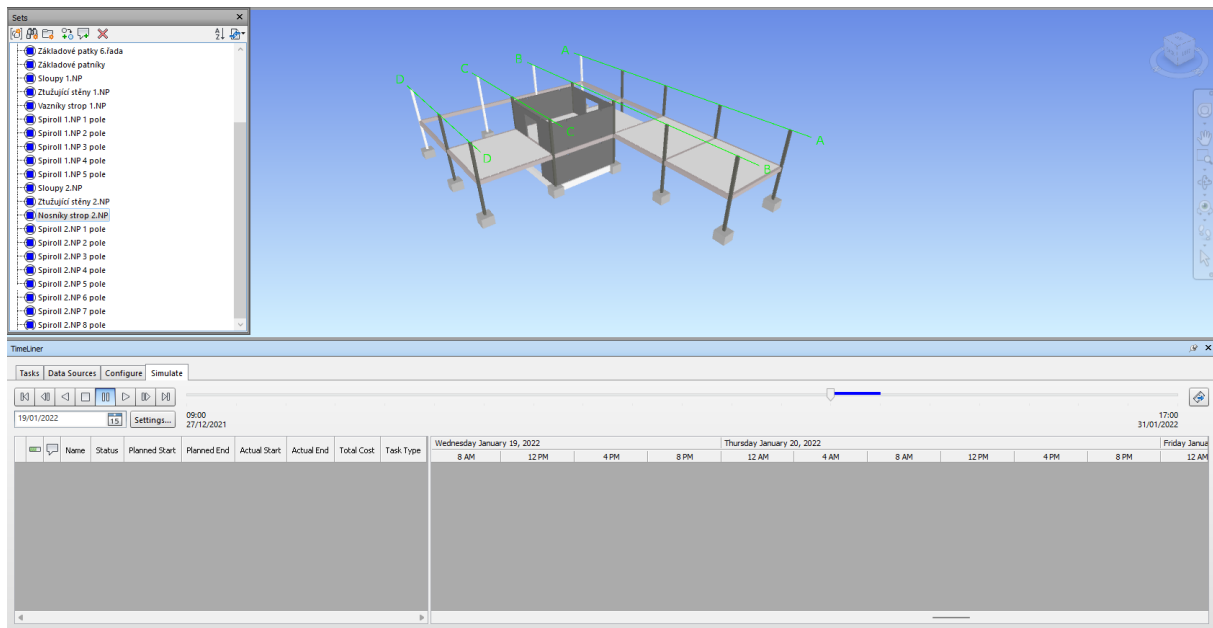 Sets
Základové patky 6.řada
Základové patníky
Sloupy 1.NP
Ztužující stěny 1.NP
Vazníky strop 1.NP
Spiroll 1.NP 1 pole
Spiroll 1.NP 2 pole
Spiroll 1.NP 3 pole
Spiroll 1.NP 4 pole
Spiroll 1.NP 5 pole
Sloupy 2.NP
Ztužující stěny 2.NP
Nosníky strop 2.NP
Spiroll 2.NP 1 pole
Spiroll 2.NP 2 pole
Spiroll 2.NP 3 pole
Spiroll 2.NP 4 pole
Spiroll 2.NP 5 pole
Spiroll 2.NP 6 pole
Spiroll 2.NP 7 pole
Spiroll 2.NP 8 pole
A
B
C
D
C
A
D
B
TimeLiner
Tasks Data Sources Configure Simulate
19/01/2022 15 Settings...
09:00
27/12/2021
17:00
31/01/2022
Name Status Planned Start Planned End Actual Start Actual End Total Cost Task Type
Wednesday January 19, 2022 Thursday January 20, 2022 Friday Janua
8 AM 12 PM 4 PM 8 PM 12 AM 4 AM 8 AM 12 PM 4 PM 8 PM 12 AM